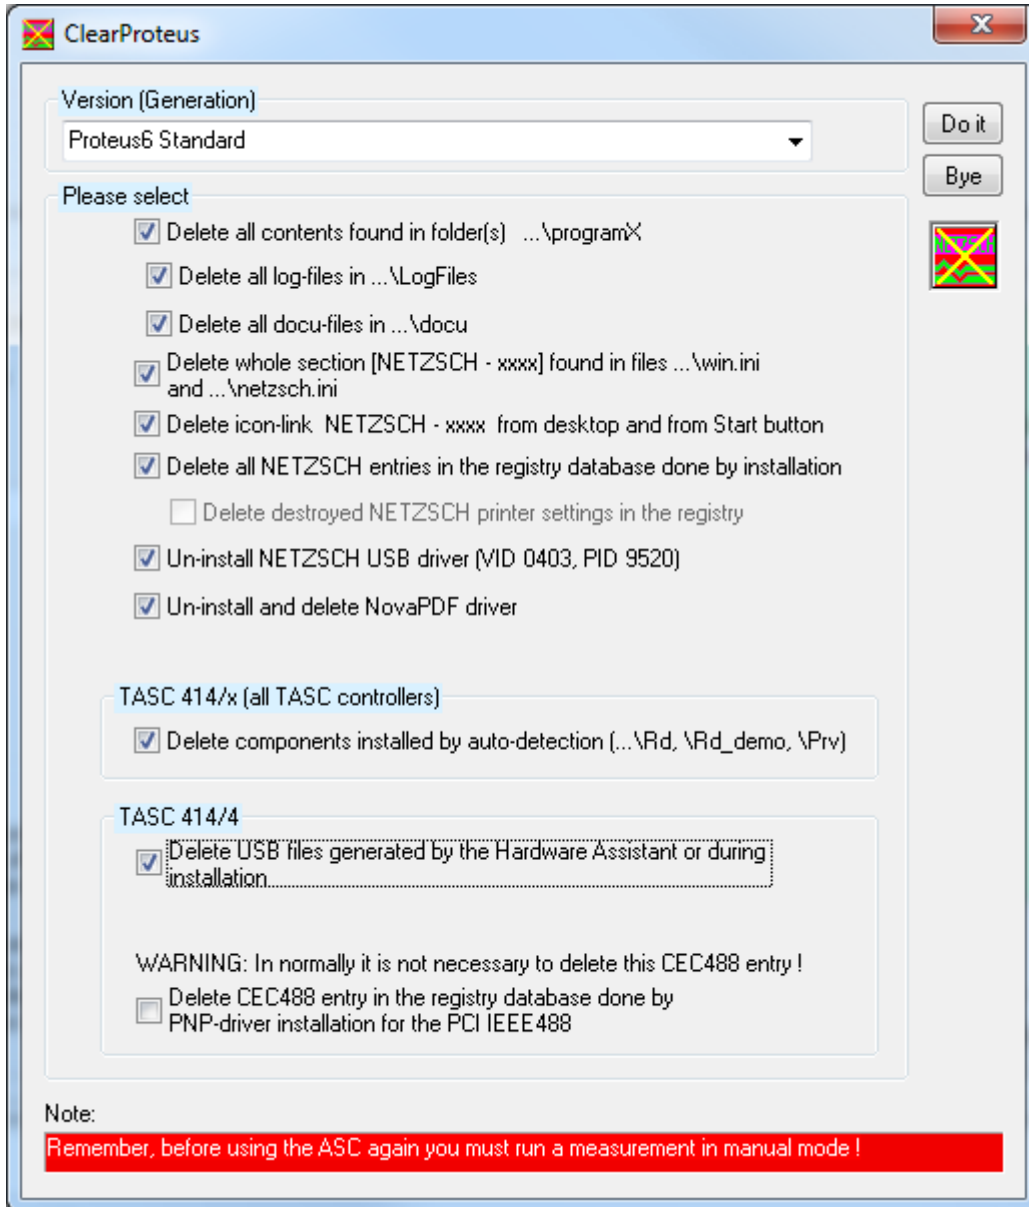 ClearProteus
Version (Generation)
Proteus6 Standard
Do it
Bye
Please select
Delete all contents found in folder(s) ...\programX
Delete all log-files in ...\LogFiles
Delete all docu-files in ...\docu
Delete whole section [NETZSCH - xxxx] found in files ...\win.ini
and ...\netzsch.ini
Delete icon-link NETZSCH - xxxx from desktop and from Start button
Delete all NETZSCH entries in the registry database done by installation
Delete destroyed NETZSCH printer settings in the registry
Un-install NETZSCH USB driver (VID 0403, PID 9520)
Un-install and delete NovaPDF driver
NETZSCH
TASC 414/x (all TASC controllers)
Delete components installed by auto-detection (...\Rd, \Rd_demo, \Prv)
TASC 414/4
Delete USB files generated by the Hardware Assistant or during
installation
WARNING: In normally it is not necessary to delete this CEC488 entry !
Delete CEC488 entry in the registry database done by
PNP-driver installation for the PCI IEEE488
Note:
Remember, before using the ASC again you must run a measurement in manual mode !